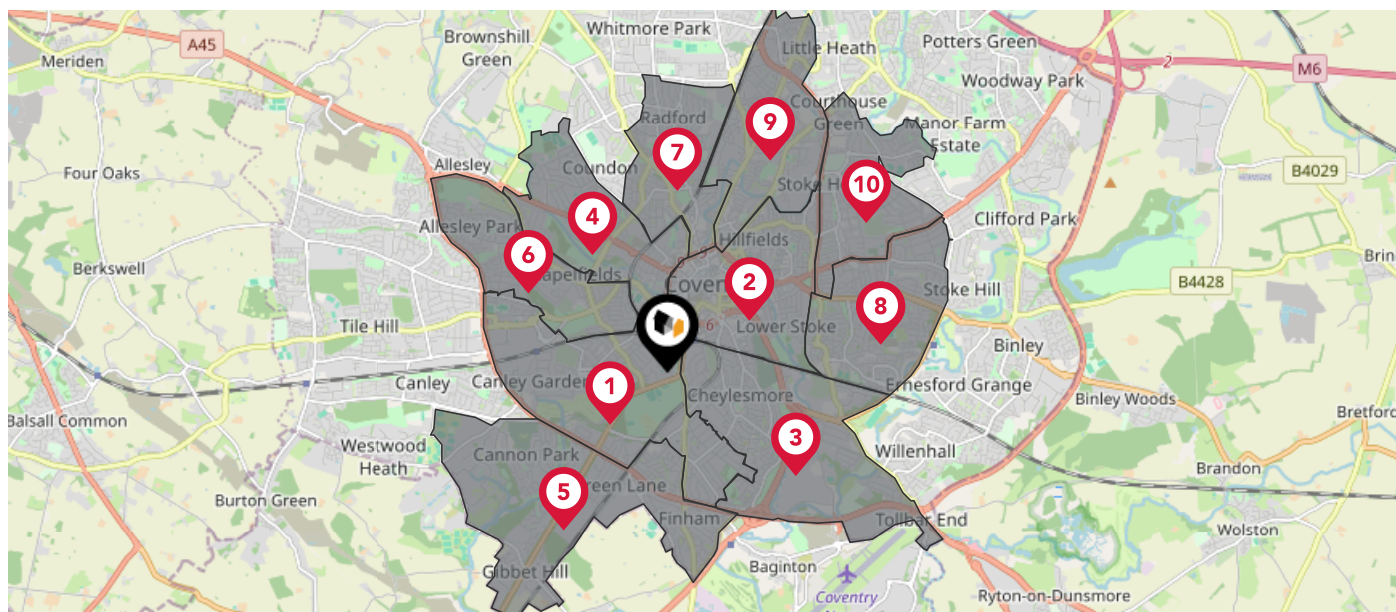 Whitmore Park
Little Heath
Potters Green
A45
Brownshill
Green
Meriden
2
M6
Woodway Park
Courthouse
Green
9
Radford
Manor Farm
Estate
7
Allesley
Coundon
Four Oaks
B4029
10
4
Clifford Park
Allesley Park
6
Hillfields
Berkswell
2
B4428
Stoke Hill
8
Lower Stoke
6
Tile Hill
Binley
Canley
1
Cheylesmore
Ernesford Grange
Binley Woods
Balsall Common
3
Westwood
Heath
Cannon Park
Willenhall
Brandon
5
Burton Green
Finham
Tollbar End
Wolston
Gibbet Hill
Baginton
Coventry
Ryton-on-Dunsmore